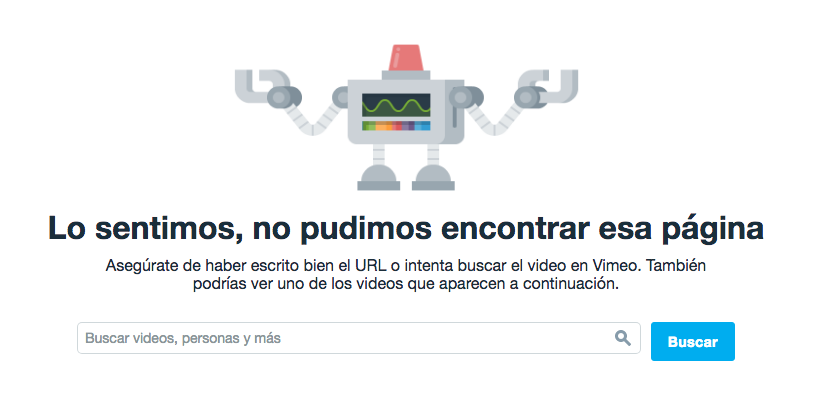 Lo sentimos, no pudimos encontrar esa página
Asegúrate de haber escrito bien el URL o intenta buscar el video en Vimeo. También
podrías ver uno de los videos que aparecen a continuación.
Buscar videos, personas y más
Buscar